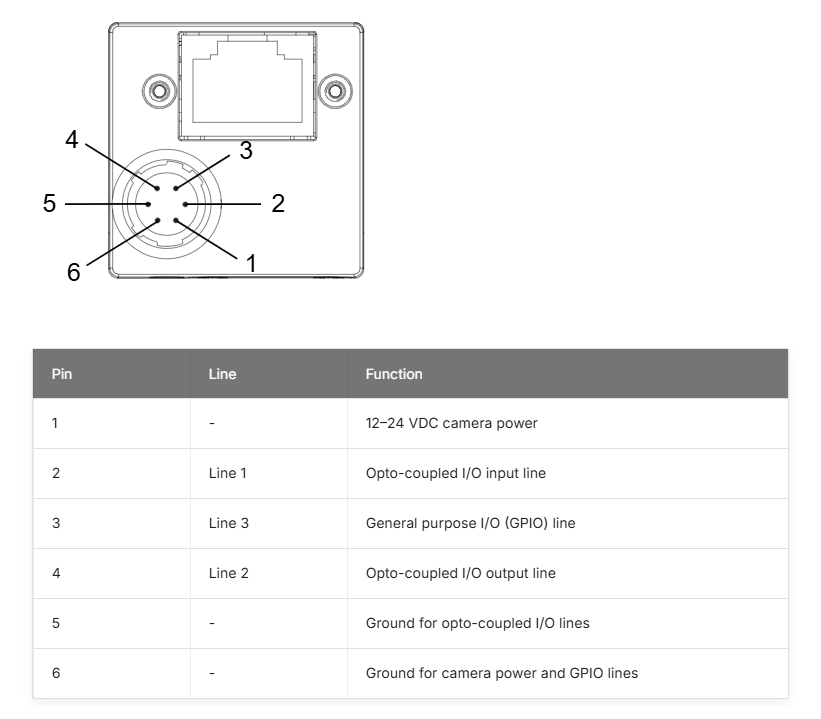 4
3
5
2
1
6
Pin Line Function
1 - 12–24 VDC camera power
2 Line 1 Opto-coupled I/O input line
3 Line 3 General purpose I/O (GPIO) line
4 Line 2 Opto-coupled I/O output line
5 - Ground for opto-coupled I/O lines
6 - Ground for camera power and GPIO lines